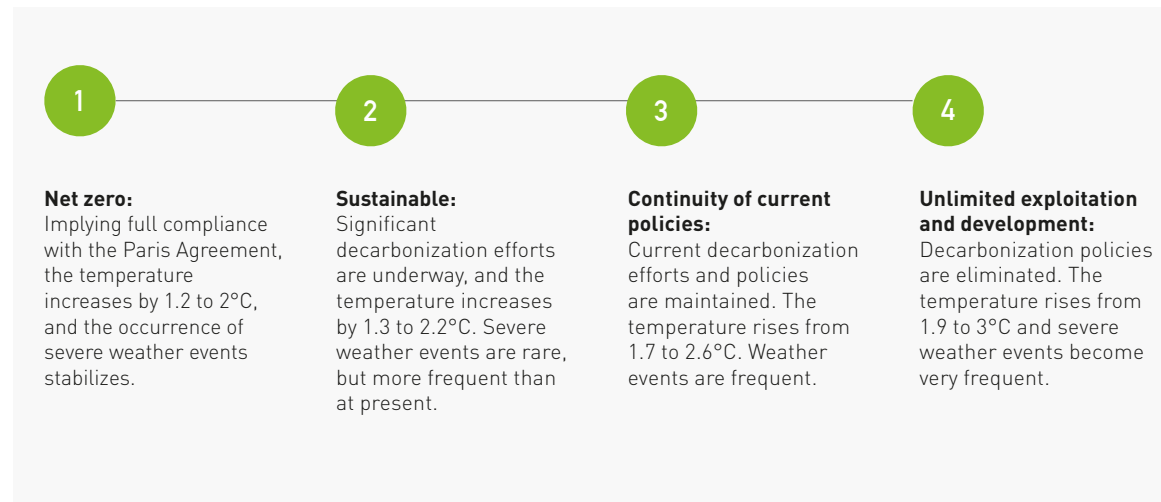 1
Net zero:
Implying full compliance
with the Paris Agreement,
the temperature
increases by 1.2 to 2°C,
and the occurrence of
severe weather events
stabilizes.
2
Sustainable:
Significant
decarbonization efforts
are underway, and the
temperature increases
by 1.3 to 2.2°C. Severe
weather events are rare,
but more frequent than
at present.
3
Continuity of current
policies:
Current decarbonization
efforts and policies
are maintained. The
temperature rises from
1.7 to 2.6°C. Weather
events are frequent.
4
Unlimited exploitation
and development:
Decarbonization policies
are eliminated. The
temperature rises from
1.9 to 3°C and severe
weather events become
very frequent.